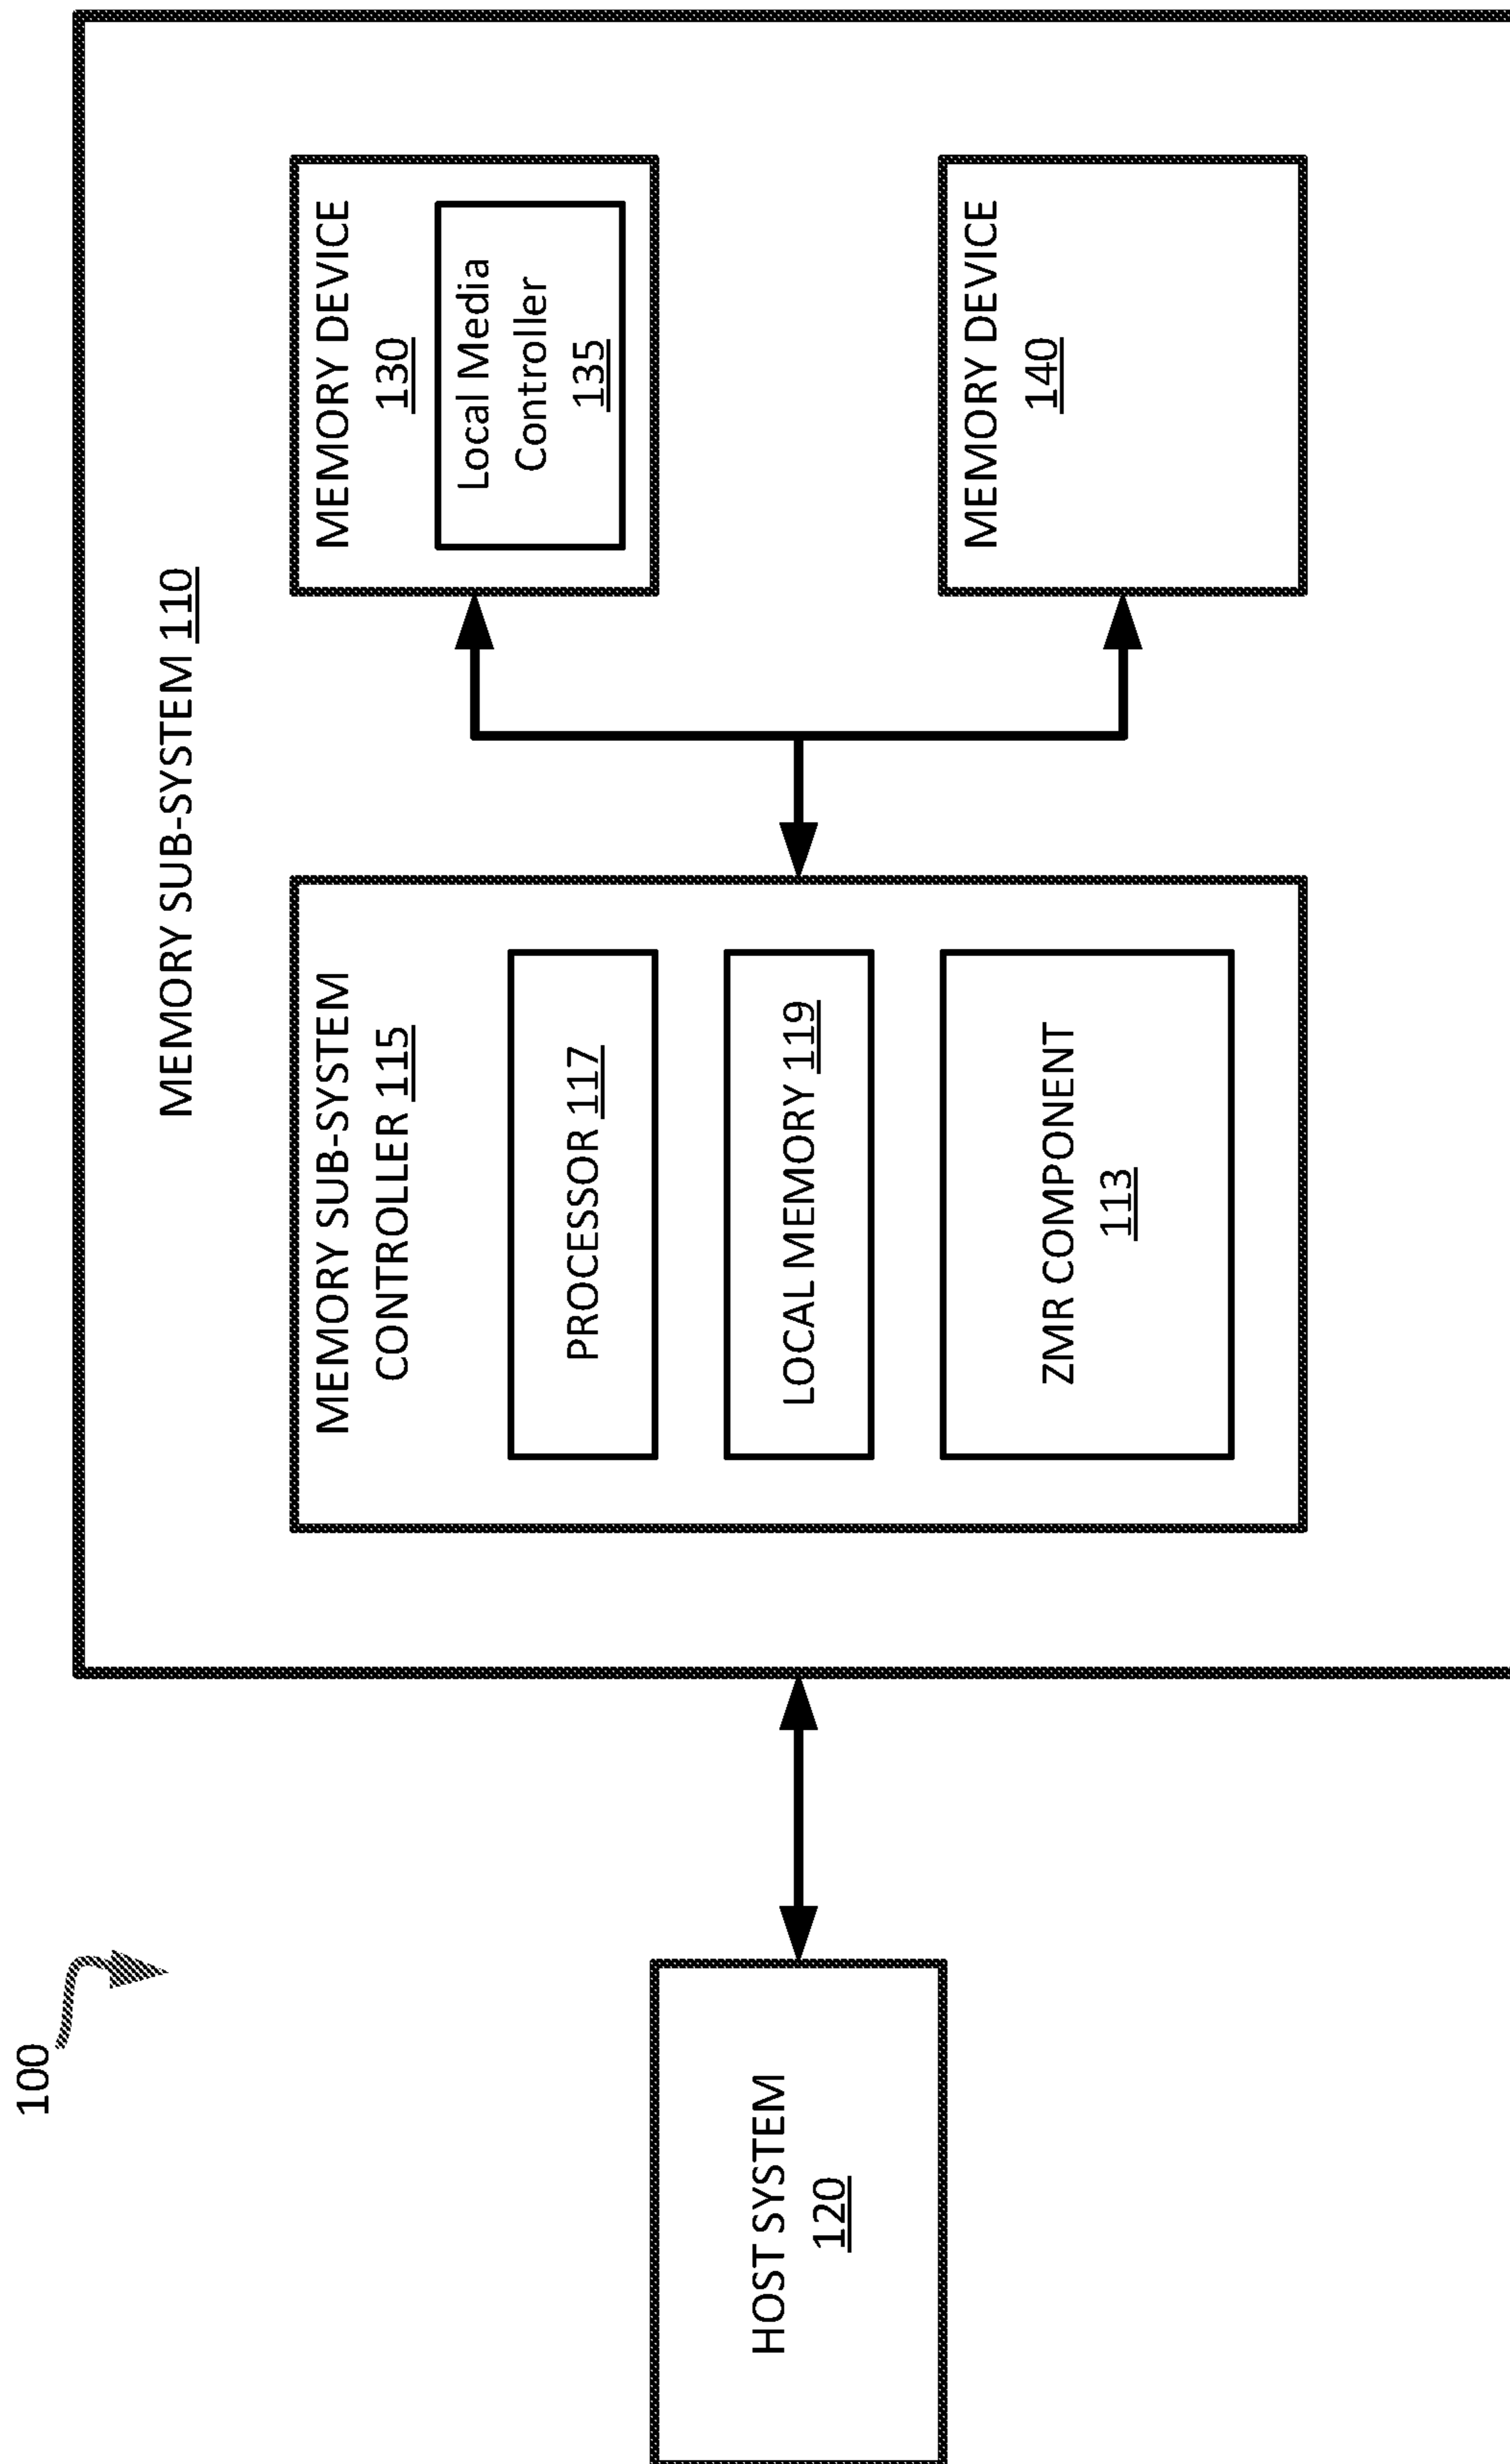 100
HOST SYSTEM
120
MEMORY SUB-SYSTEM 110
MEMORY SUB-SYSTEM
CONTROLLER 115
PROCESSOR 117
LOCAL MEMORY 119
ZMR COMPONENT
113
MEMORY DEVICE
130
Local Media
Controller
135
MEMORY DEVICE
140